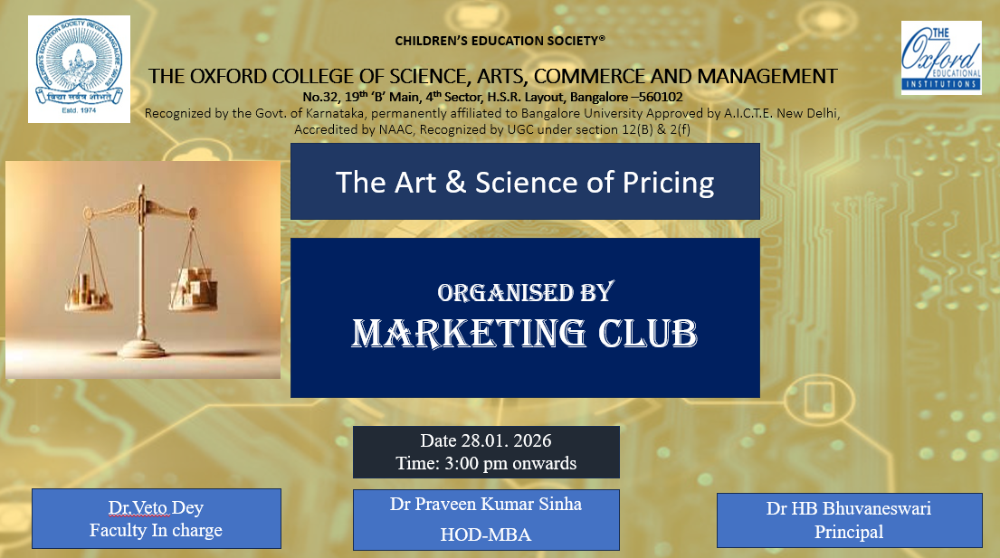 CHILDREN'S EDUCATION SOCIETY (REGD.) BANGALORE
विद्या सर्वत्र शोभते
Estd. 1974
CHILDREN'S EDUCATION SOCIETY®
THE OXFORD COLLEGE OF SCIENCE, ARTS, COMMERCE AND MANAGEMENT
No.32, 19th 'B' Main, 4th Sector, H.S.R. Layout, Bangalore –560102
Recognized by the Govt. of Karnataka, permanently affiliated to Bangalore University Approved by A.I.C.T.E. New Delhi,
Accredited by NAAC, Recognized by UGC under section 12(B) & 2(f)
THE
Oxford
EDUCATIONAL
INSTITUTIONS
The Art & Science of Pricing
ORGANISED BY
MARKETING CLUB
Date 28.01. 2026
Time: 3:00 pm onwards
Dr.Veto Dey
Faculty In charge
Dr Praveen Kumar Sinha
HOD-MBA
Dr HB Bhuvaneswari
Principal